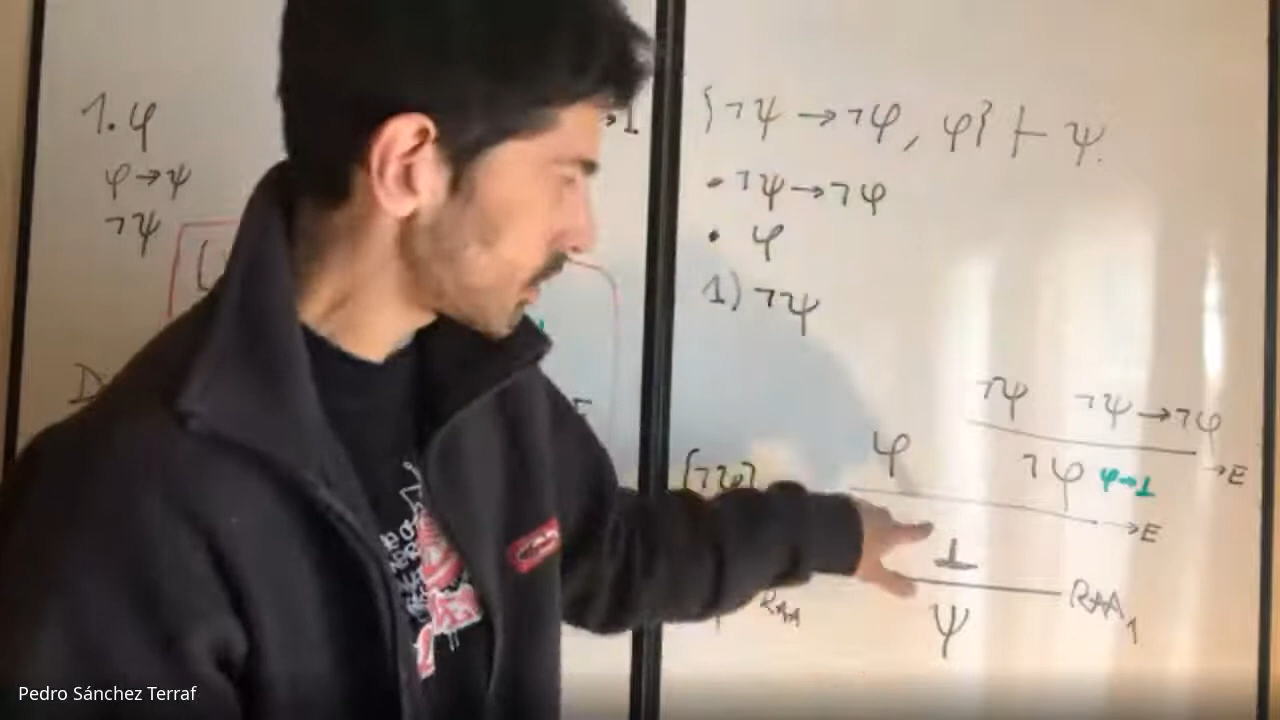 1. φ
φ→ψ
¬ψ
{¬ψ → ¬φ, φ} ⊢ ψ.
• ¬ψ→¬φ
• φ
1) ¬ψ
¬ψ ¬ψ→¬φ
→E
φ ¬φ φ→⊥
→E
[¬ψ]
⊥
RAA
RAA₁
ψ
Pedro Sánchez Terraf